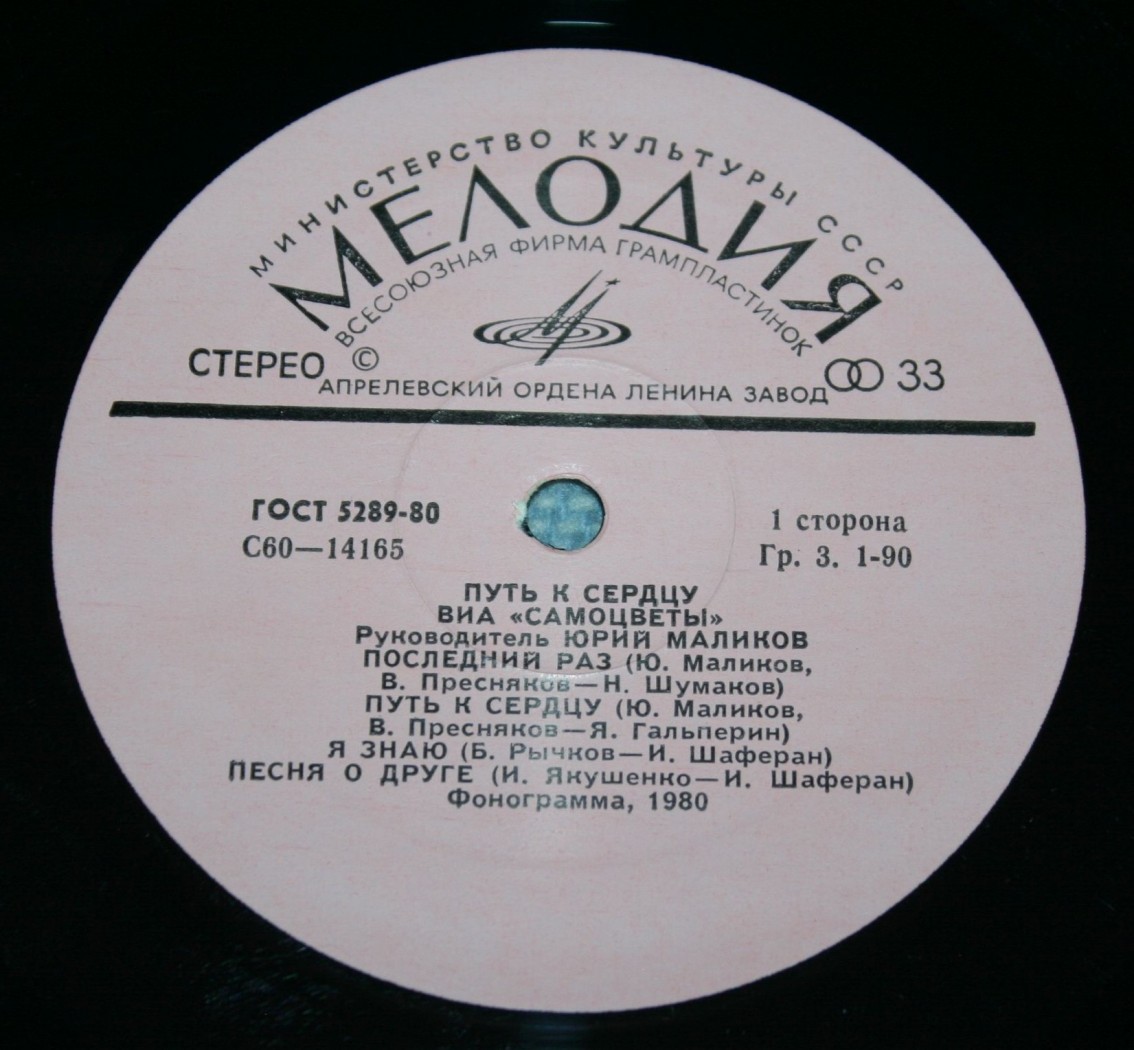 МИНИСТЕРСТВО КУЛЬТУРЫ СССР
МЕЛОДИЯ
ВСЕСОЮЗНАЯ ФИРМА ГРАМПЛАСТИНОК
СТЕРЕО © 33
АПРЕЛЕВСКИЙ ОРДЕНА ЛЕНИНА ЗАВОД
ГОСТ 5289-80 1 сторона
С60—14165 Гр. 3. 1-90
ПУТЬ К СЕРДЦУ
ВИА «САМОЦВЕТЫ»
Руководитель ЮРИЙ МАЛИКОВ
ПОСЛЕДНИЙ РАЗ (Ю. Маликов,
В. Пресняков—Н. Шумаков)
ПУТЬ К СЕРДЦУ (Ю. Маликов,
В. Пресняков—Я. Гальперин)
Я ЗНАЮ (Б. Рычков—И. Шаферан)
ПЕСНЯ О ДРУГЕ (И. Якушенко—И. Шаферан)
Фонограмма, 1980